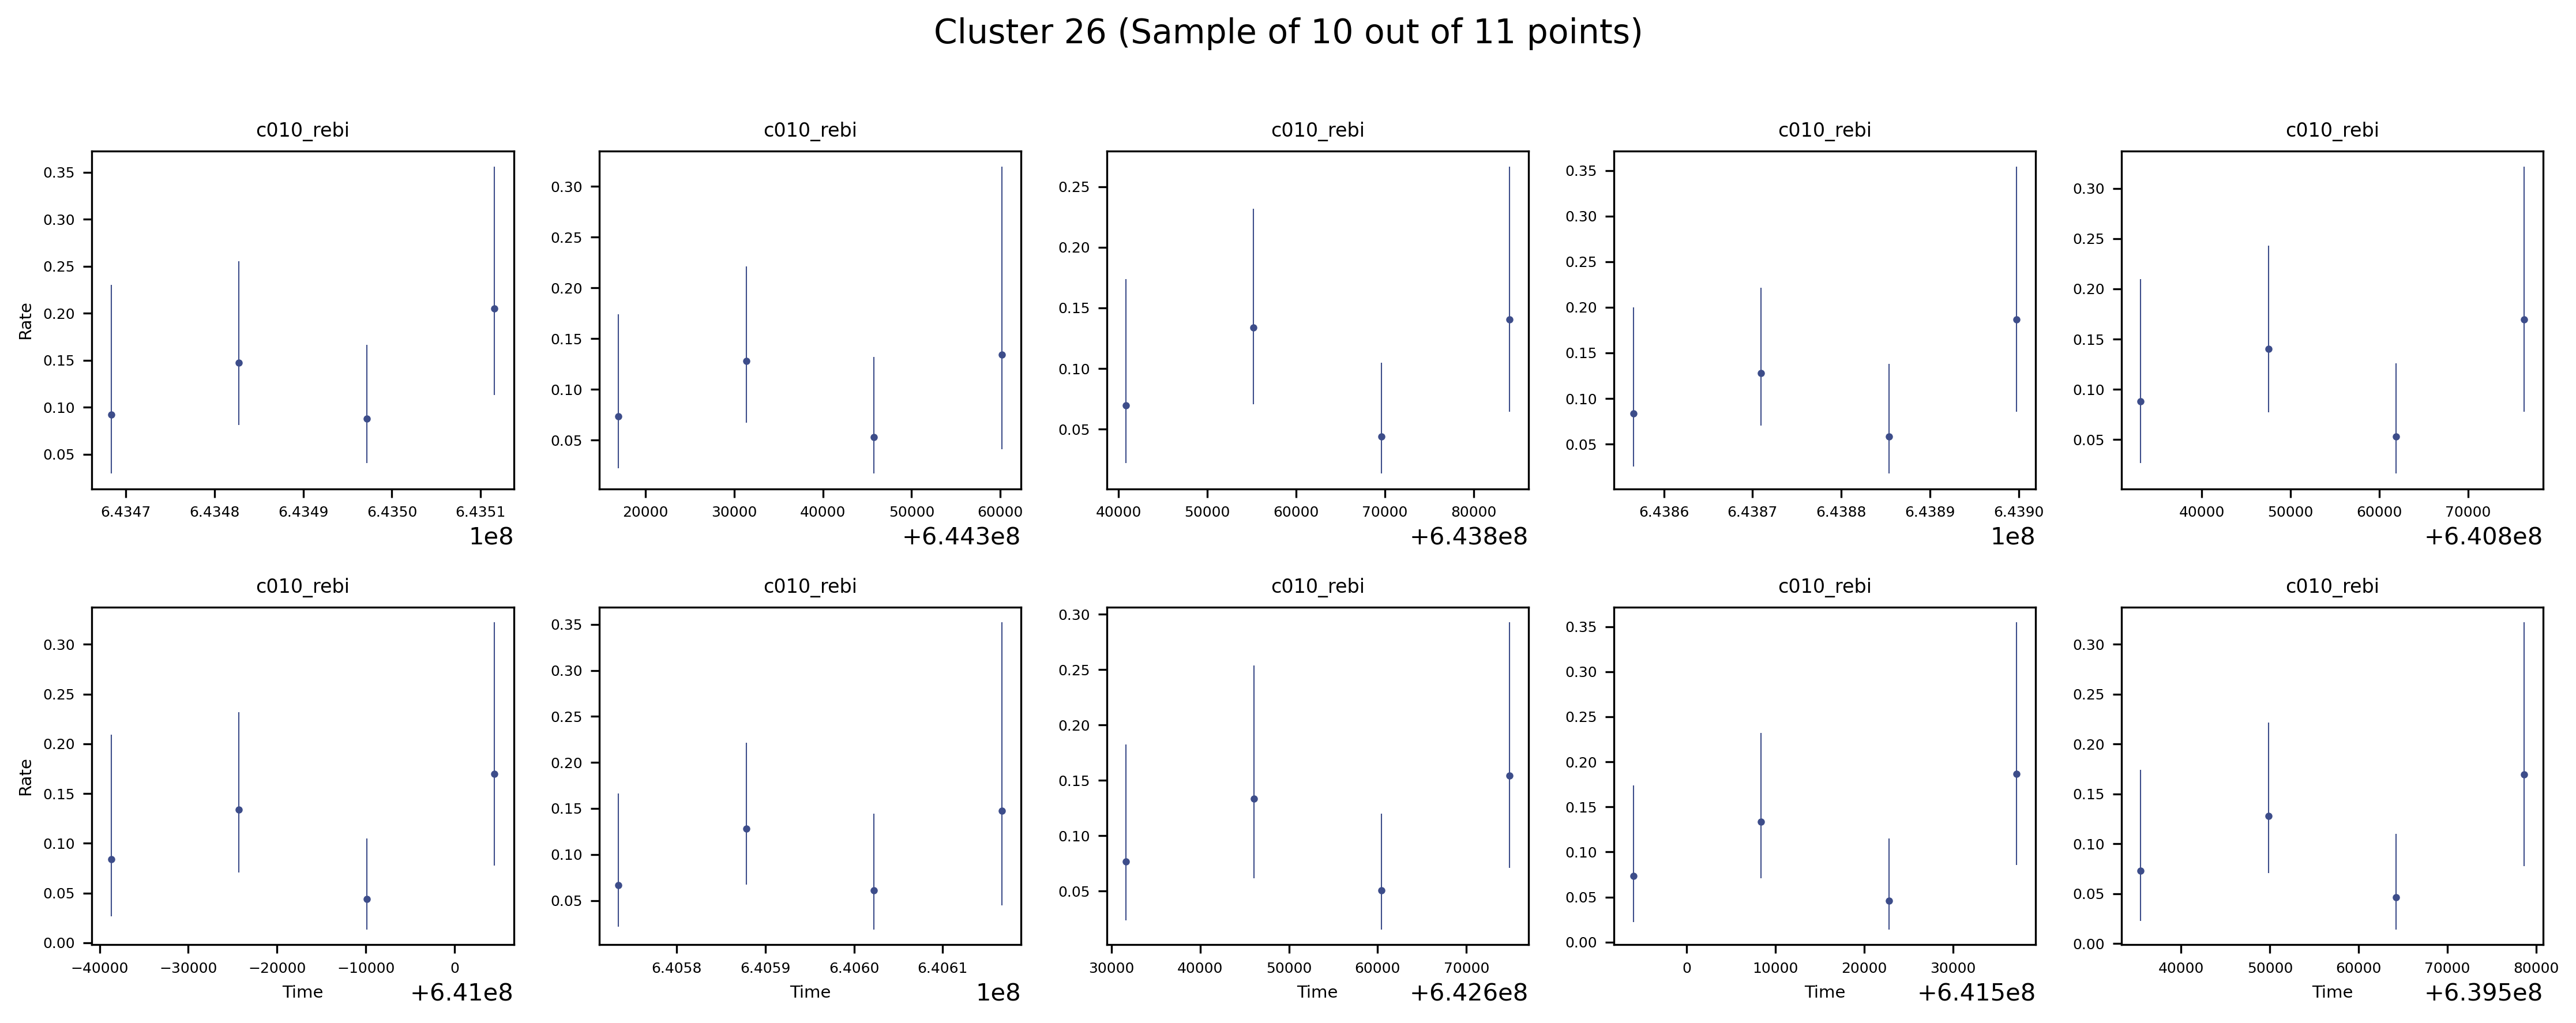 Cluster 26 (Sample of 10 out of 11 points)
c010_rebi c010_rebi c010_rebi c010_rebi c010_rebi
Rate
0.35
0.30
0.25
0.20
0.15
0.10
0.05
6.4347 6.4348 6.4349 6.4350 6.4351
1e8
0.30
0.25
0.20
0.15
0.10
0.05
20000 30000 40000 50000 60000
+6.443e8
0.25
0.20
0.15
0.10
0.05
40000 50000 60000 70000 80000
+6.438e8
0.35
0.30
0.25
0.20
0.15
0.10
0.05
6.4386 6.4387 6.4388 6.4389 6.4390
1e8
0.30
0.25
0.20
0.15
0.10
0.05
40000 50000 60000 70000
+6.408e8
c010_rebi c010_rebi c010_rebi c010_rebi c010_rebi
Rate
0.30
0.25
0.20
0.15
0.10
0.05
0.00
−40000 −30000 −20000 −10000 0
Time +6.41e8
0.35
0.30
0.25
0.20
0.15
0.10
0.05
6.4058 6.4059 6.4060 6.4061
Time 1e8
0.30
0.25
0.20
0.15
0.10
0.05
30000 40000 50000 60000 70000
Time +6.426e8
0.35
0.30
0.25
0.20
0.15
0.10
0.05
0.00
0 10000 20000 30000
Time +6.415e8
0.30
0.25
0.20
0.15
0.10
0.05
0.00
40000 50000 60000 70000 80000
Time +6.395e8